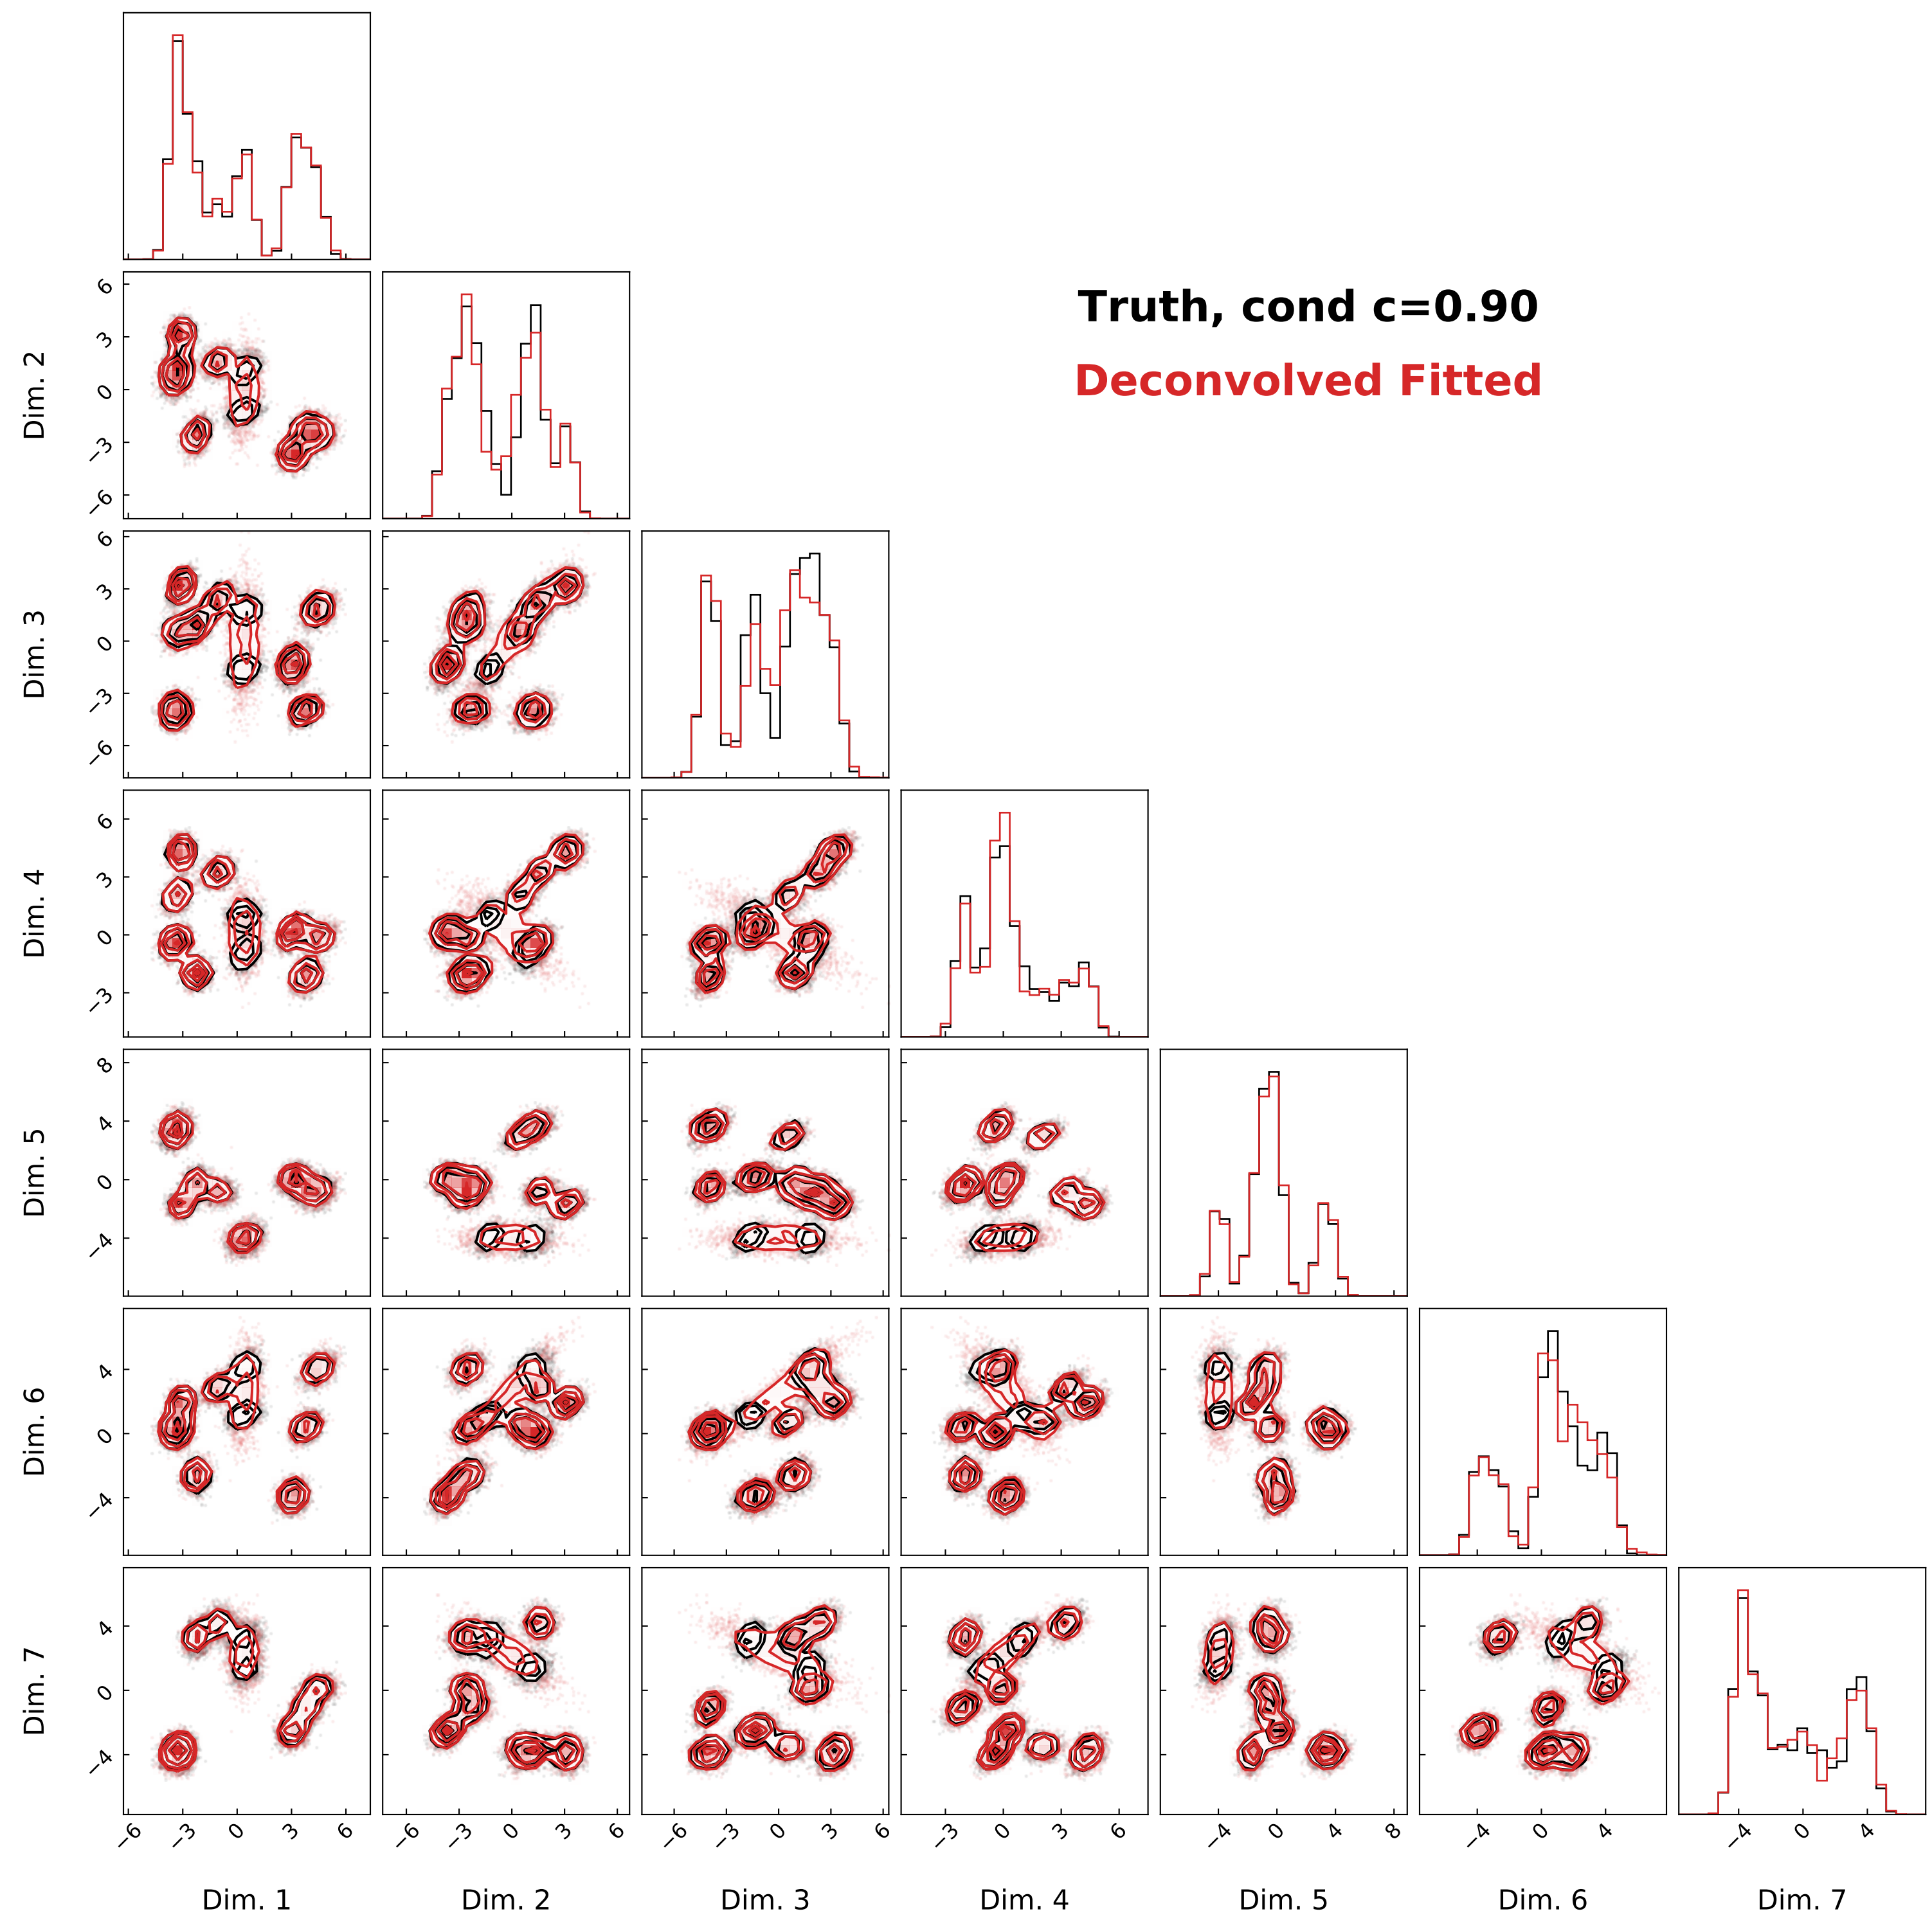 Truth, cond c=0.90
Deconvolved Fitted
6
3
0
−3
−6
Dim. 2
6
3
0
−3
−6
Dim. 3
6
3
0
−3
Dim. 4
8
4
0
−4
Dim. 5
4
0
−4
Dim. 6
4
0
−4
Dim. 7
−6 −3 0 3 6 −6 −3 0 3 6 −6 −3 0 3 6 −3 0 3 6 −4 0 4 8 −4 0 4 −4 0 4
Dim. 1 Dim. 2 Dim. 3 Dim. 4 Dim. 5 Dim. 6 Dim. 7